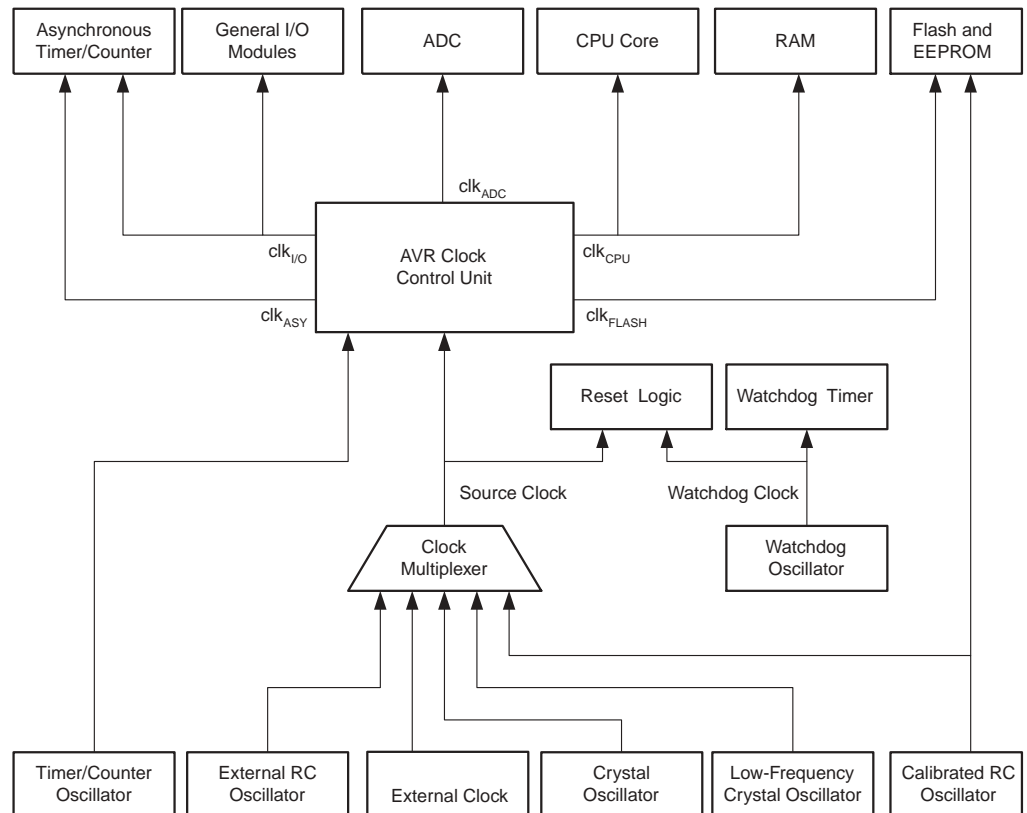 Asynchronous
Timer/Counter
General I/O
Modules
ADC
CPU Core
RAM
Flash and
EEPROM
clkADC
clkI/O
AVR Clock
Control Unit
clkCPU
clkASY
clkFLASH
Reset Logic
Watchdog Timer
Source Clock
Watchdog Clock
Clock
Multiplexer
Watchdog
Oscillator
Timer/Counter
Oscillator
External RC
Oscillator
External Clock
Crystal
Oscillator
Low-Frequency
Crystal Oscillator
Calibrated RC
Oscillator